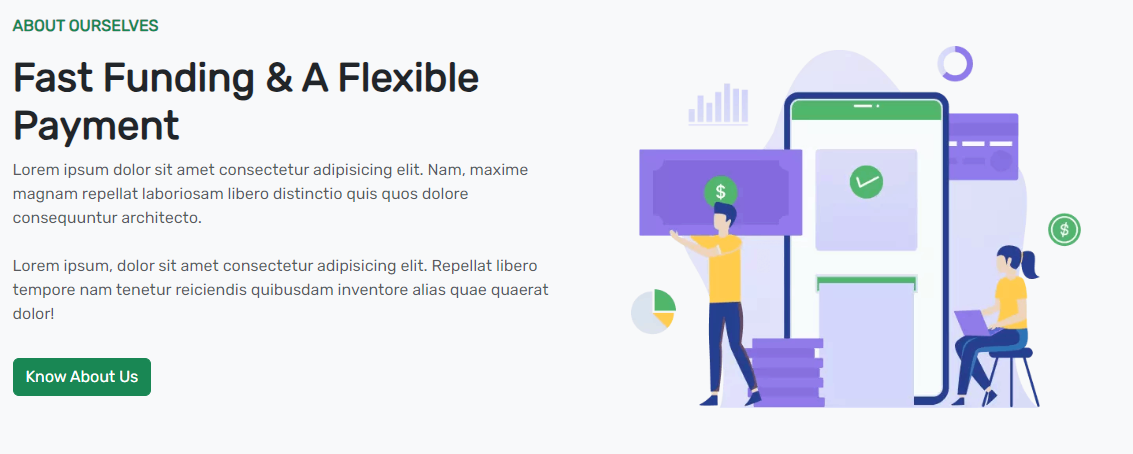 ABOUT OURSELVES
Fast Funding & A Flexible
Payment
Lorem ipsum dolor sit amet consectetur adipisicing elit. Nam, maxime
magnam repellat laboriosam libero distinctio quis quos dolore
consequuntur architecto.
Lorem ipsum, dolor sit amet consectetur adipisicing elit. Repellat libero
tempore nam tenetur reiciendis quibusdam inventore alias quae quaerat
dolor!
Know About Us
$
$